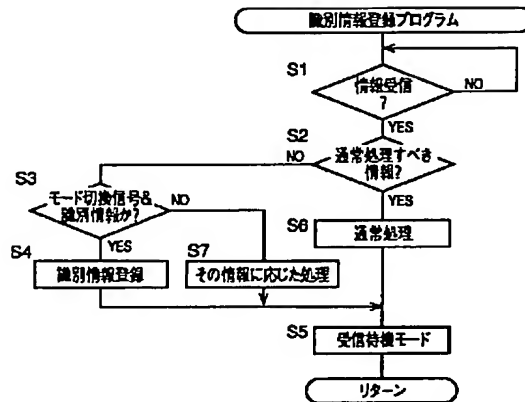 識別情報登録プログラム
S1
情報受信
?
NO
YES
S2
通常処理すべき
情報?
NO
YES
S3
モード切換信号&
識別情報か?
NO
YES
S6
通常処理
S4
識別情報登録
S7
その情報に応じた処理
S5
受信待機モード
リターン